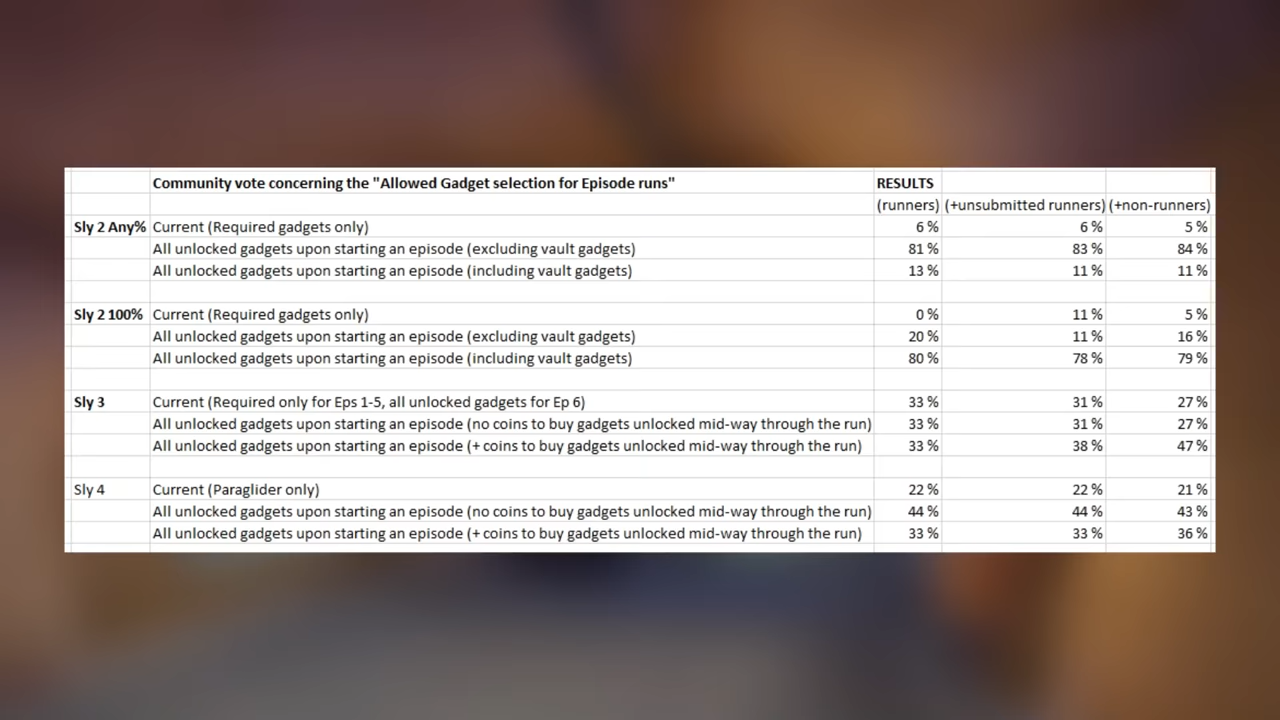 Community vote concerning the "Allowed Gadget selection for Episode runs" RESULTS
(runners) (+unsubmitted runners) (+non-runners)
Sly 2 Any% Current (Required gadgets only) 6 % 6 % 5 %
All unlocked gadgets upon starting an episode (excluding vault gadgets) 81 % 83 % 84 %
All unlocked gadgets upon starting an episode (including vault gadgets) 13 % 11 % 11 %
Sly 2 100% Current (Required gadgets only) 0 % 11 % 5 %
All unlocked gadgets upon starting an episode (excluding vault gadgets) 20 % 11 % 16 %
All unlocked gadgets upon starting an episode (including vault gadgets) 80 % 78 % 79 %
Sly 3 Current (Required only for Eps 1-5, all unlocked gadgets for Ep 6) 33 % 31 % 27 %
All unlocked gadgets upon starting an episode (no coins to buy gadgets unlocked mid-way through the run) 33 % 31 % 27 %
All unlocked gadgets upon starting an episode (+ coins to buy gadgets unlocked mid-way through the run) 33 % 38 % 47 %
Sly 4 Current (Paraglider only) 22 % 22 % 21 %
All unlocked gadgets upon starting an episode (no coins to buy gadgets unlocked mid-way through the run) 44 % 44 % 43 %
All unlocked gadgets upon starting an episode (+ coins to buy gadgets unlocked mid-way through the run) 33 % 33 % 36 %